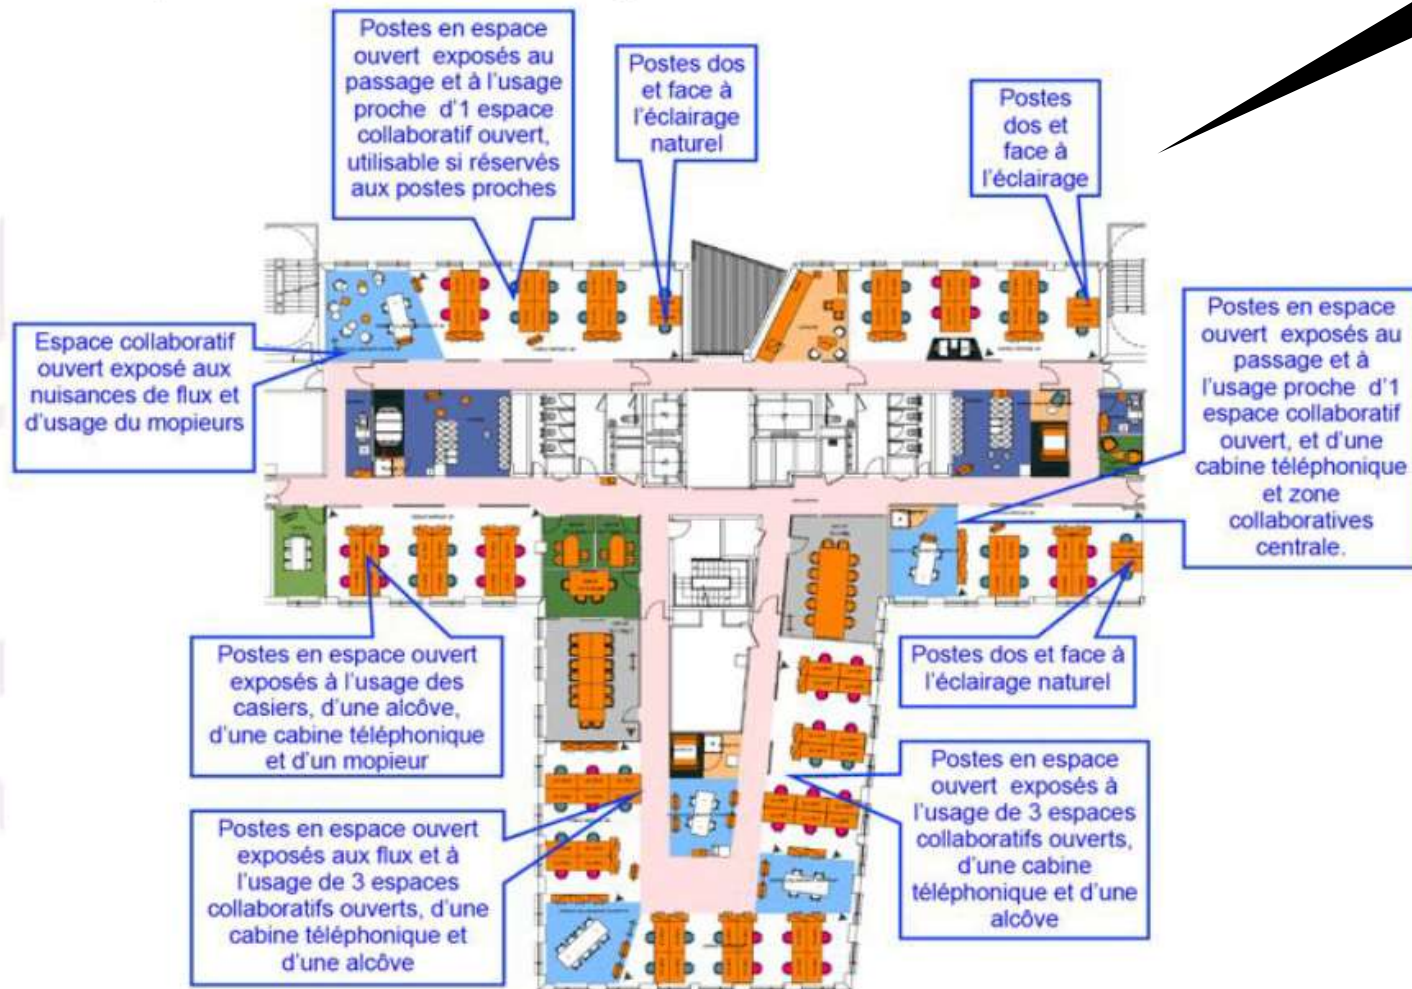 Postes en espace
ouvert exposés au
passage et à l'usage
proche d'1 espace
collaboratif ouvert,
utilisable si réservés
aux postes proches
Postes dos
et face à
l'éclairage
naturel
Postes
dos et
face à
l'éclairage
Espace collaboratif
ouvert exposé aux
nuisances de flux et
d'usage du mopieurs
Postes en espace
ouvert exposés au
passage et à
l'usage proche d'1
espace collaboratif
ouvert, et d'une
cabine téléphonique
et zone
collaboratives
centrale.
Postes en espace ouvert
exposés à l'usage des
casiers, d'une alcôve,
d'une cabine téléphonique
et d'un mopieur
Postes dos et face à
l'éclairage naturel
Postes en espace ouvert
exposés aux flux et à
l'usage de 3 espaces
collaboratifs ouverts, d'une
cabine téléphonique et
d'une alcôve
Postes en espace
ouvert exposés à
l'usage de 3 espaces
collaboratifs ouverts,
d'une cabine
téléphonique et d'une
alcôve